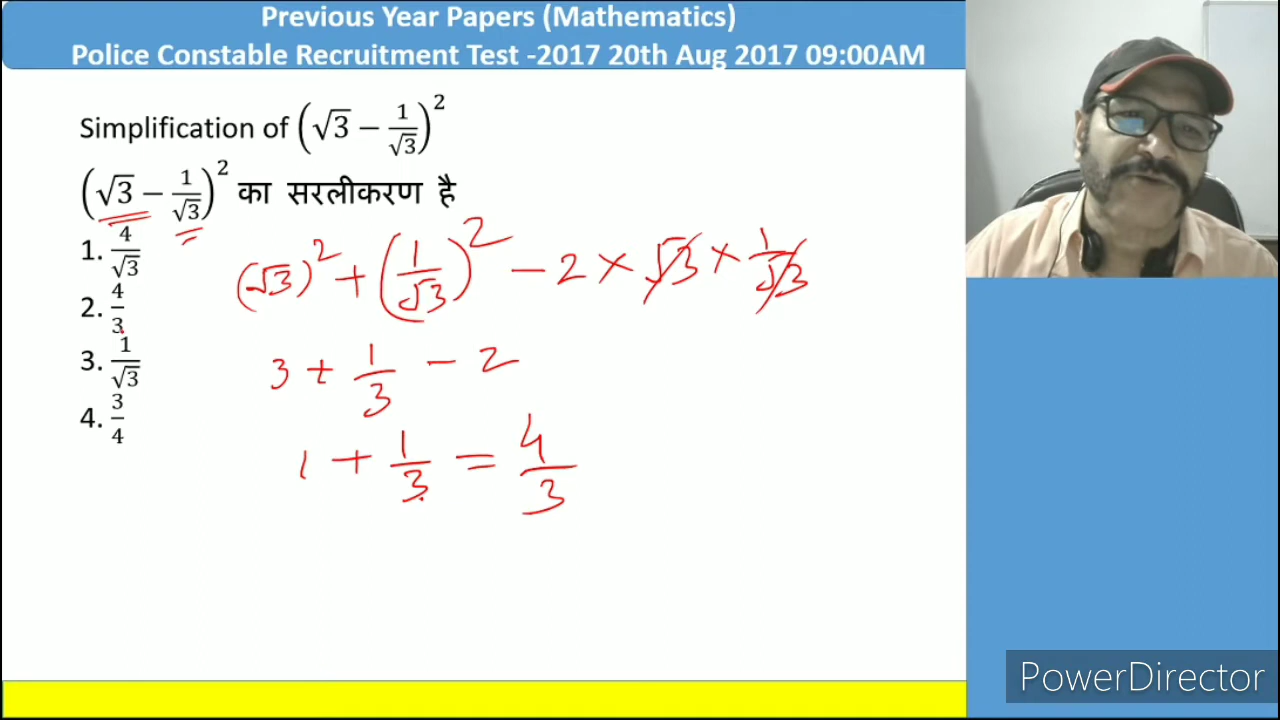 Previous Year Papers (Mathematics)
Police Constable Recruitment Test -2017 20th Aug 2017 09:00AM
Simplification of (√3 − 1/√3)²
(√3 − 1/√3)² का सरलीकरण है
1. 4/√3
2. 4/3
3. 1/√3
4. 3/4
(√3)² + (1/√3)² − 2 × √3 × 1/√3
3 + 1/3 − 2
1 + 1/3 = 4/3
PowerDirector